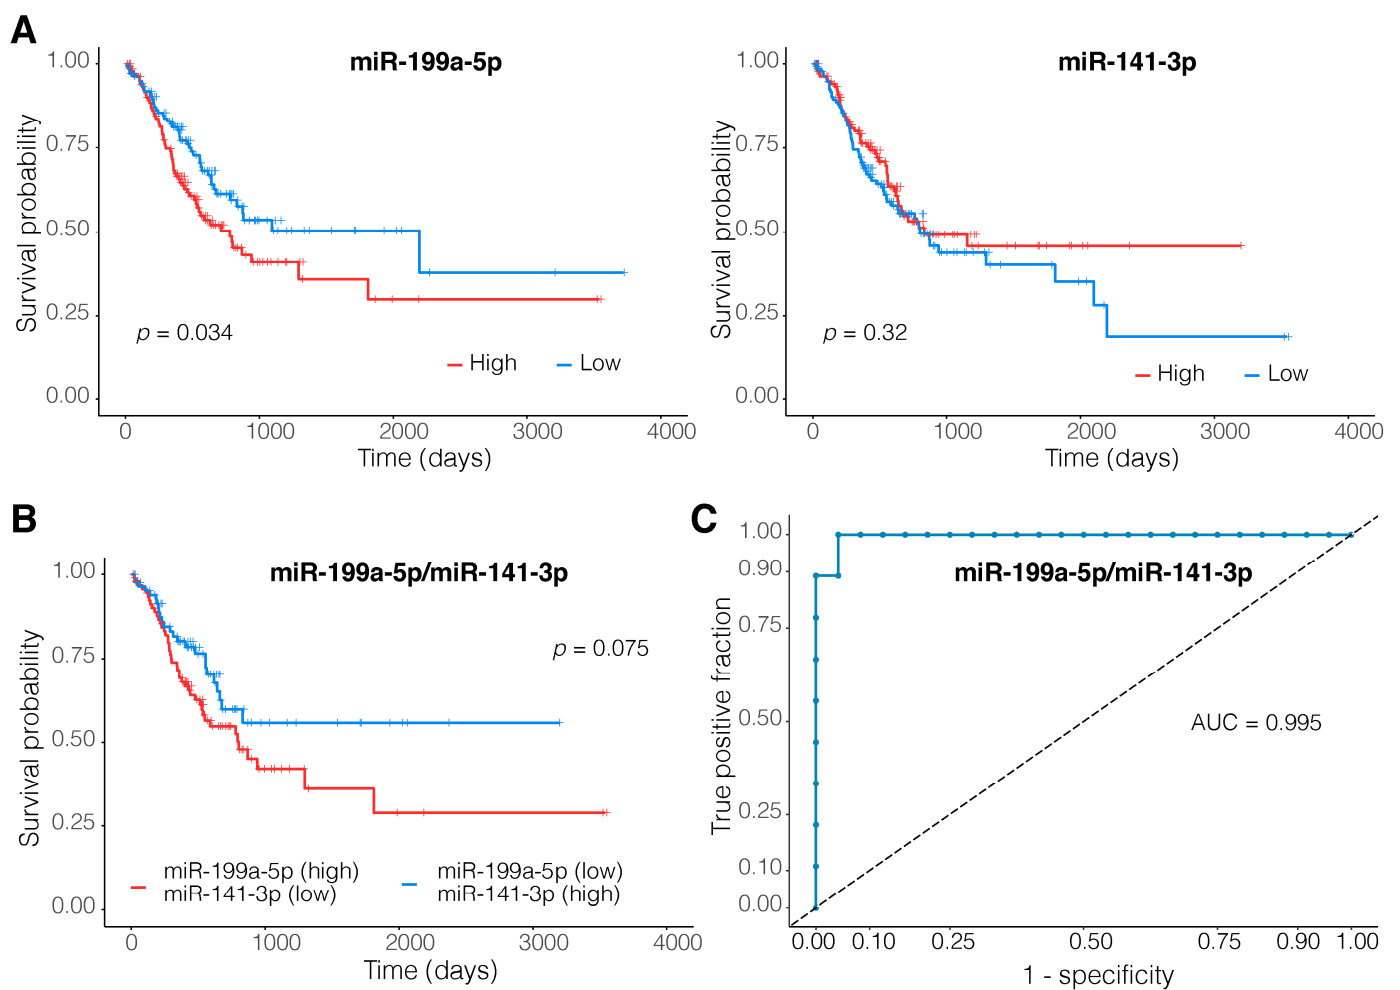 A
miR-199a-5p
Survival probability
1.00
0.75
0.50
0.25
0.00
p = 0.034
High
Low
0
1000
2000
3000
4000
Time (days)
miR-141-3p
Survival probability
1.00
0.75
0.50
0.25
0.00
p = 0.32
High
Low
0
1000
2000
3000
4000
Time (days)
B
miR-199a-5p/miR-141-3p
Survival probability
1.00
0.75
0.50
0.25
0.00
p = 0.075
miR-199a-5p (high)
miR-141-3p (low)
miR-199a-5p (low)
miR-141-3p (high)
0
1000
2000
3000
4000
Time (days)
C
miR-199a-5p/miR-141-3p
True positive fraction
1.00
0.90
0.75
0.50
0.25
0.10
0.00
AUC = 0.995
0.00
0.10
0.25
0.50
0.75
0.90
1.00
1 - specificity